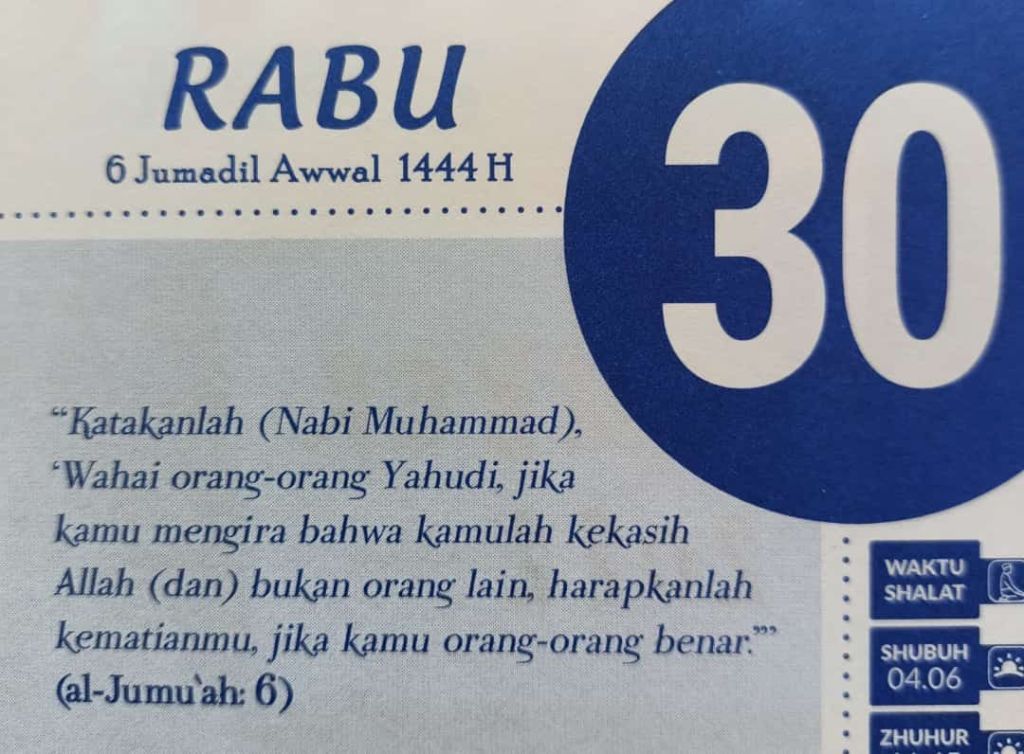 RABU
6 Jumadil Awwal 1444 H
30
“Katakanlah (Nabi Muhammad),
‘Wahai orang-orang Yahudi, jika
kamu mengira bahwa kamulah kekasih
Allah (dan) bukan orang lain, harapkanlah
kematianmu, jika kamu orang-orang benar.’”
(al-Jumu‘ah: 6)
WAKTU
SHALAT
SHUBUH
04.06
ZHUHUR